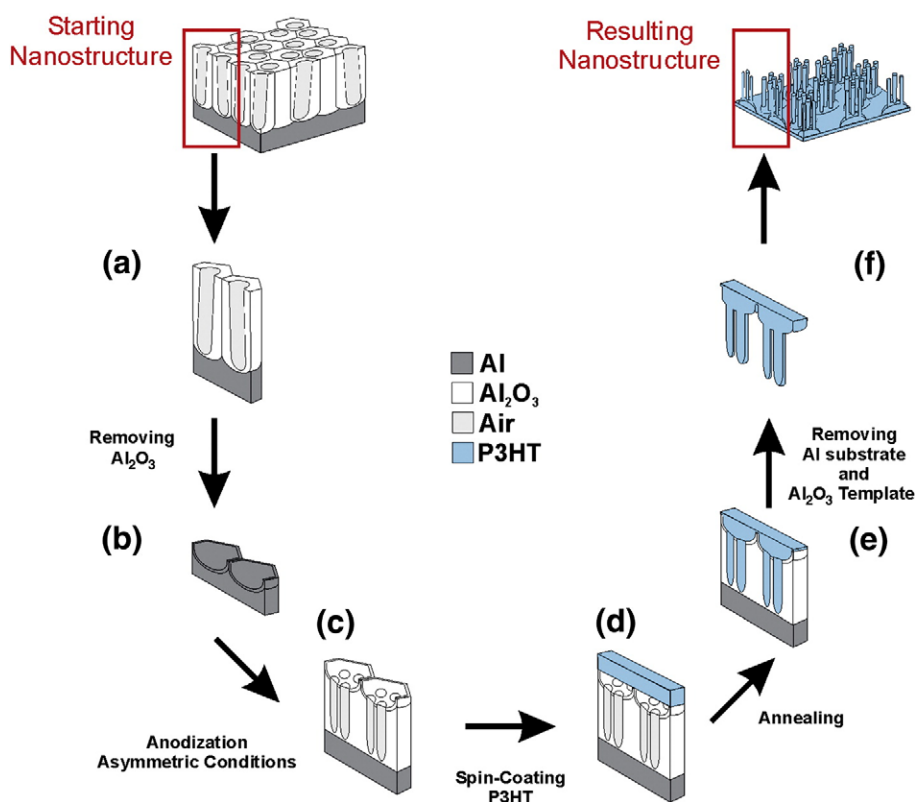 Starting
Nanostructure
Resulting
Nanostructure
(a)
(f)
Al
Al₂O₃
Air
P3HT
Removing
Al₂O₃
Removing
Al substrate
and
Al₂O₃ Template
(b)
(e)
(c)
(d)
Anodization
Asymmetric Conditions
Spin-Coating
P3HT
Annealing